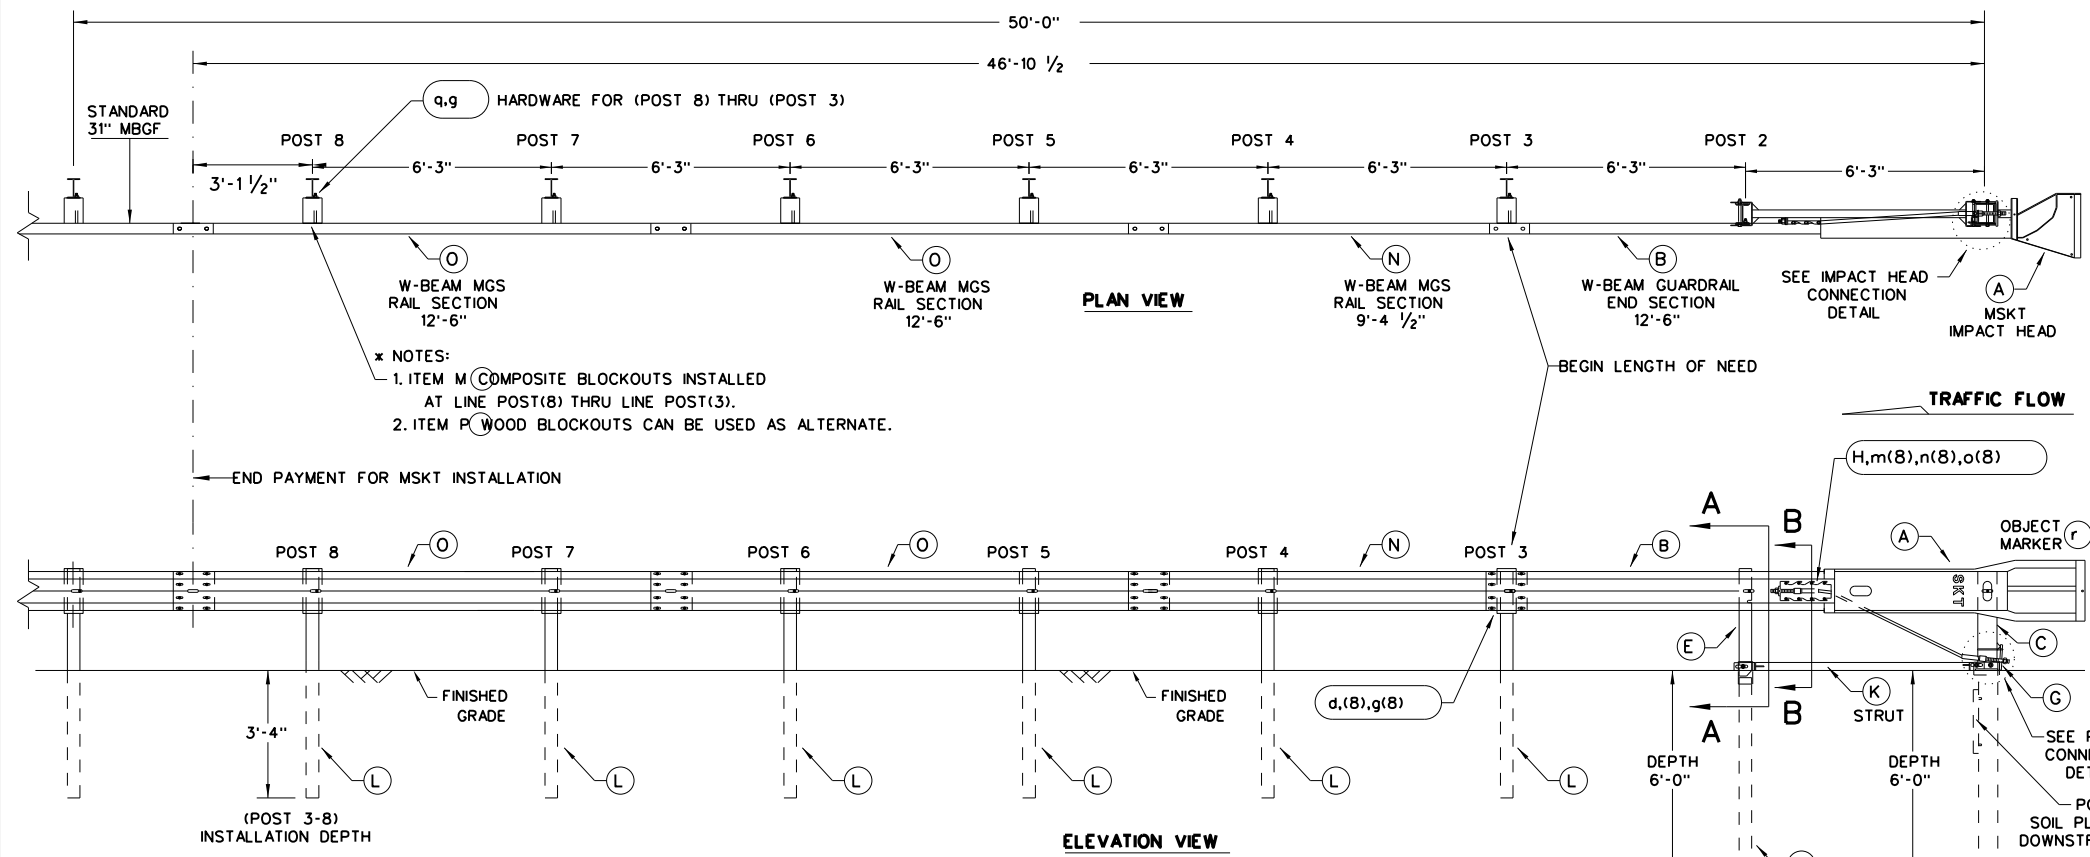 50'-0"
46'-10 1/2
STANDARD
31" MBGF
q,g
HARDWARE FOR (POST 8) THRU (POST 3)
POST 8
POST 7
POST 6
POST 5
POST 4
POST 3
POST 2
3'-1 1/2"
6'-3"
6'-3"
6'-3"
6'-3"
6'-3"
6'-3"
6'-3"
O
W-BEAM MGS
RAIL SECTION
12'-6"
O
W-BEAM MGS
RAIL SECTION
12'-6"
PLAN VIEW
N
W-BEAM MGS
RAIL SECTION
9'-4 1/2"
B
W-BEAM GUARDRAIL
END SECTION
12'-6"
SEE IMPACT HEAD
CONNECTION
DETAIL
A
MSKT
IMPACT HEAD
* NOTES:
1. ITEM M COMPOSITE BLOCKOUTS INSTALLED
AT LINE POST(8) THRU LINE POST(3).
2. ITEM P WOOD BLOCKOUTS CAN BE USED AS ALTERNATE.
BEGIN LENGTH OF NEED
TRAFFIC FLOW
END PAYMENT FOR MSKT INSTALLATION
H,m(8),n(8),o(8)
A
B
A
OBJECT
MARKER r
POST 8
O
POST 7
POST 6
O
POST 5
POST 4
N
POST 3
B
SKT
E
C
FINISHED
GRADE
FINISHED
GRADE
d,(8),g(8)
A
B
K
STRUT
G
3'-4"
L
L
L
L
L
L
DEPTH
6'-0"
DEPTH
6'-0"
SEE
CONN
DET
SOIL PL
DOWNST
(POST 3-8)
INSTALLATION DEPTH
ELEVATION VIEW